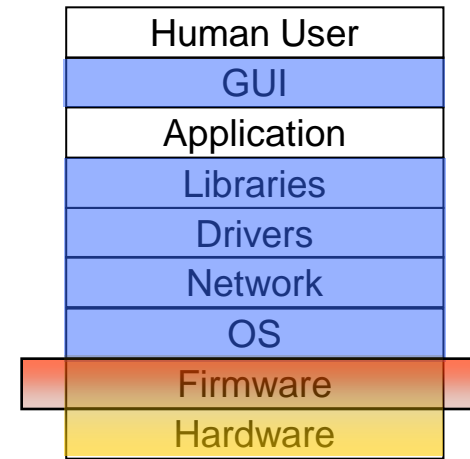 Human User
GUI
Application
Libraries
Drivers
Network
OS
Firmware
Hardware